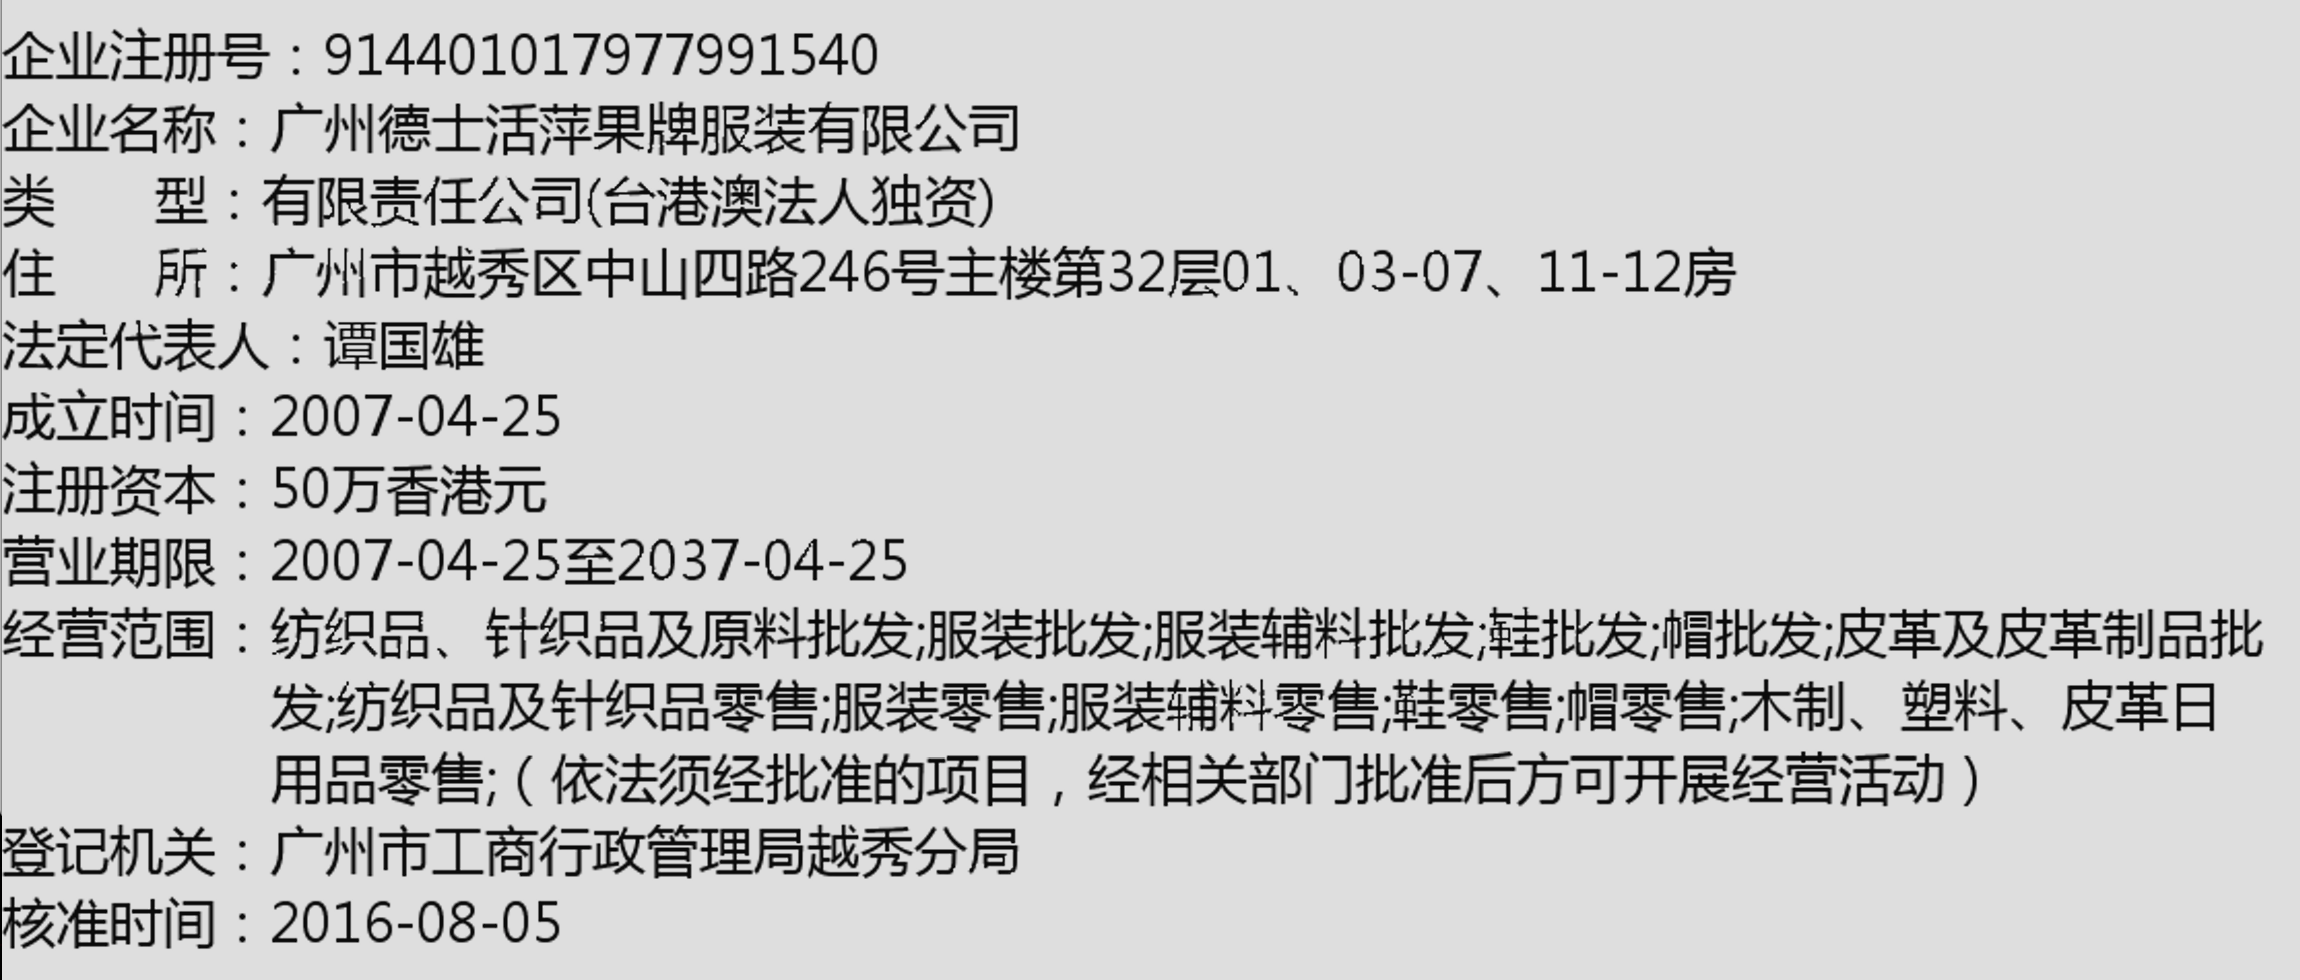 企业注册号：914401017977991540
企业名称：广州德士活萍果牌服装有限公司
类　　型：有限责任公司(台港澳法人独资)
住　　所：广州市越秀区中山四路246号主楼第32层01、03-07、11-12房
法定代表人：谭国雄
成立时间：2007-04-25
注册资本：50万香港元
营业期限：2007-04-25至2037-04-25
经营范围：纺织品、针织品及原料批发;服装批发;服装辅料批发;鞋批发;帽批发;皮革及皮革制品批
发;纺织品及针织品零售;服装零售;服装辅料零售;鞋零售;帽零售;木制、塑料、皮革日
用品零售;（依法须经批准的项目，经相关部门批准后方可开展经营活动）
登记机关：广州市工商行政管理局越秀分局
核准时间：2016-08-05